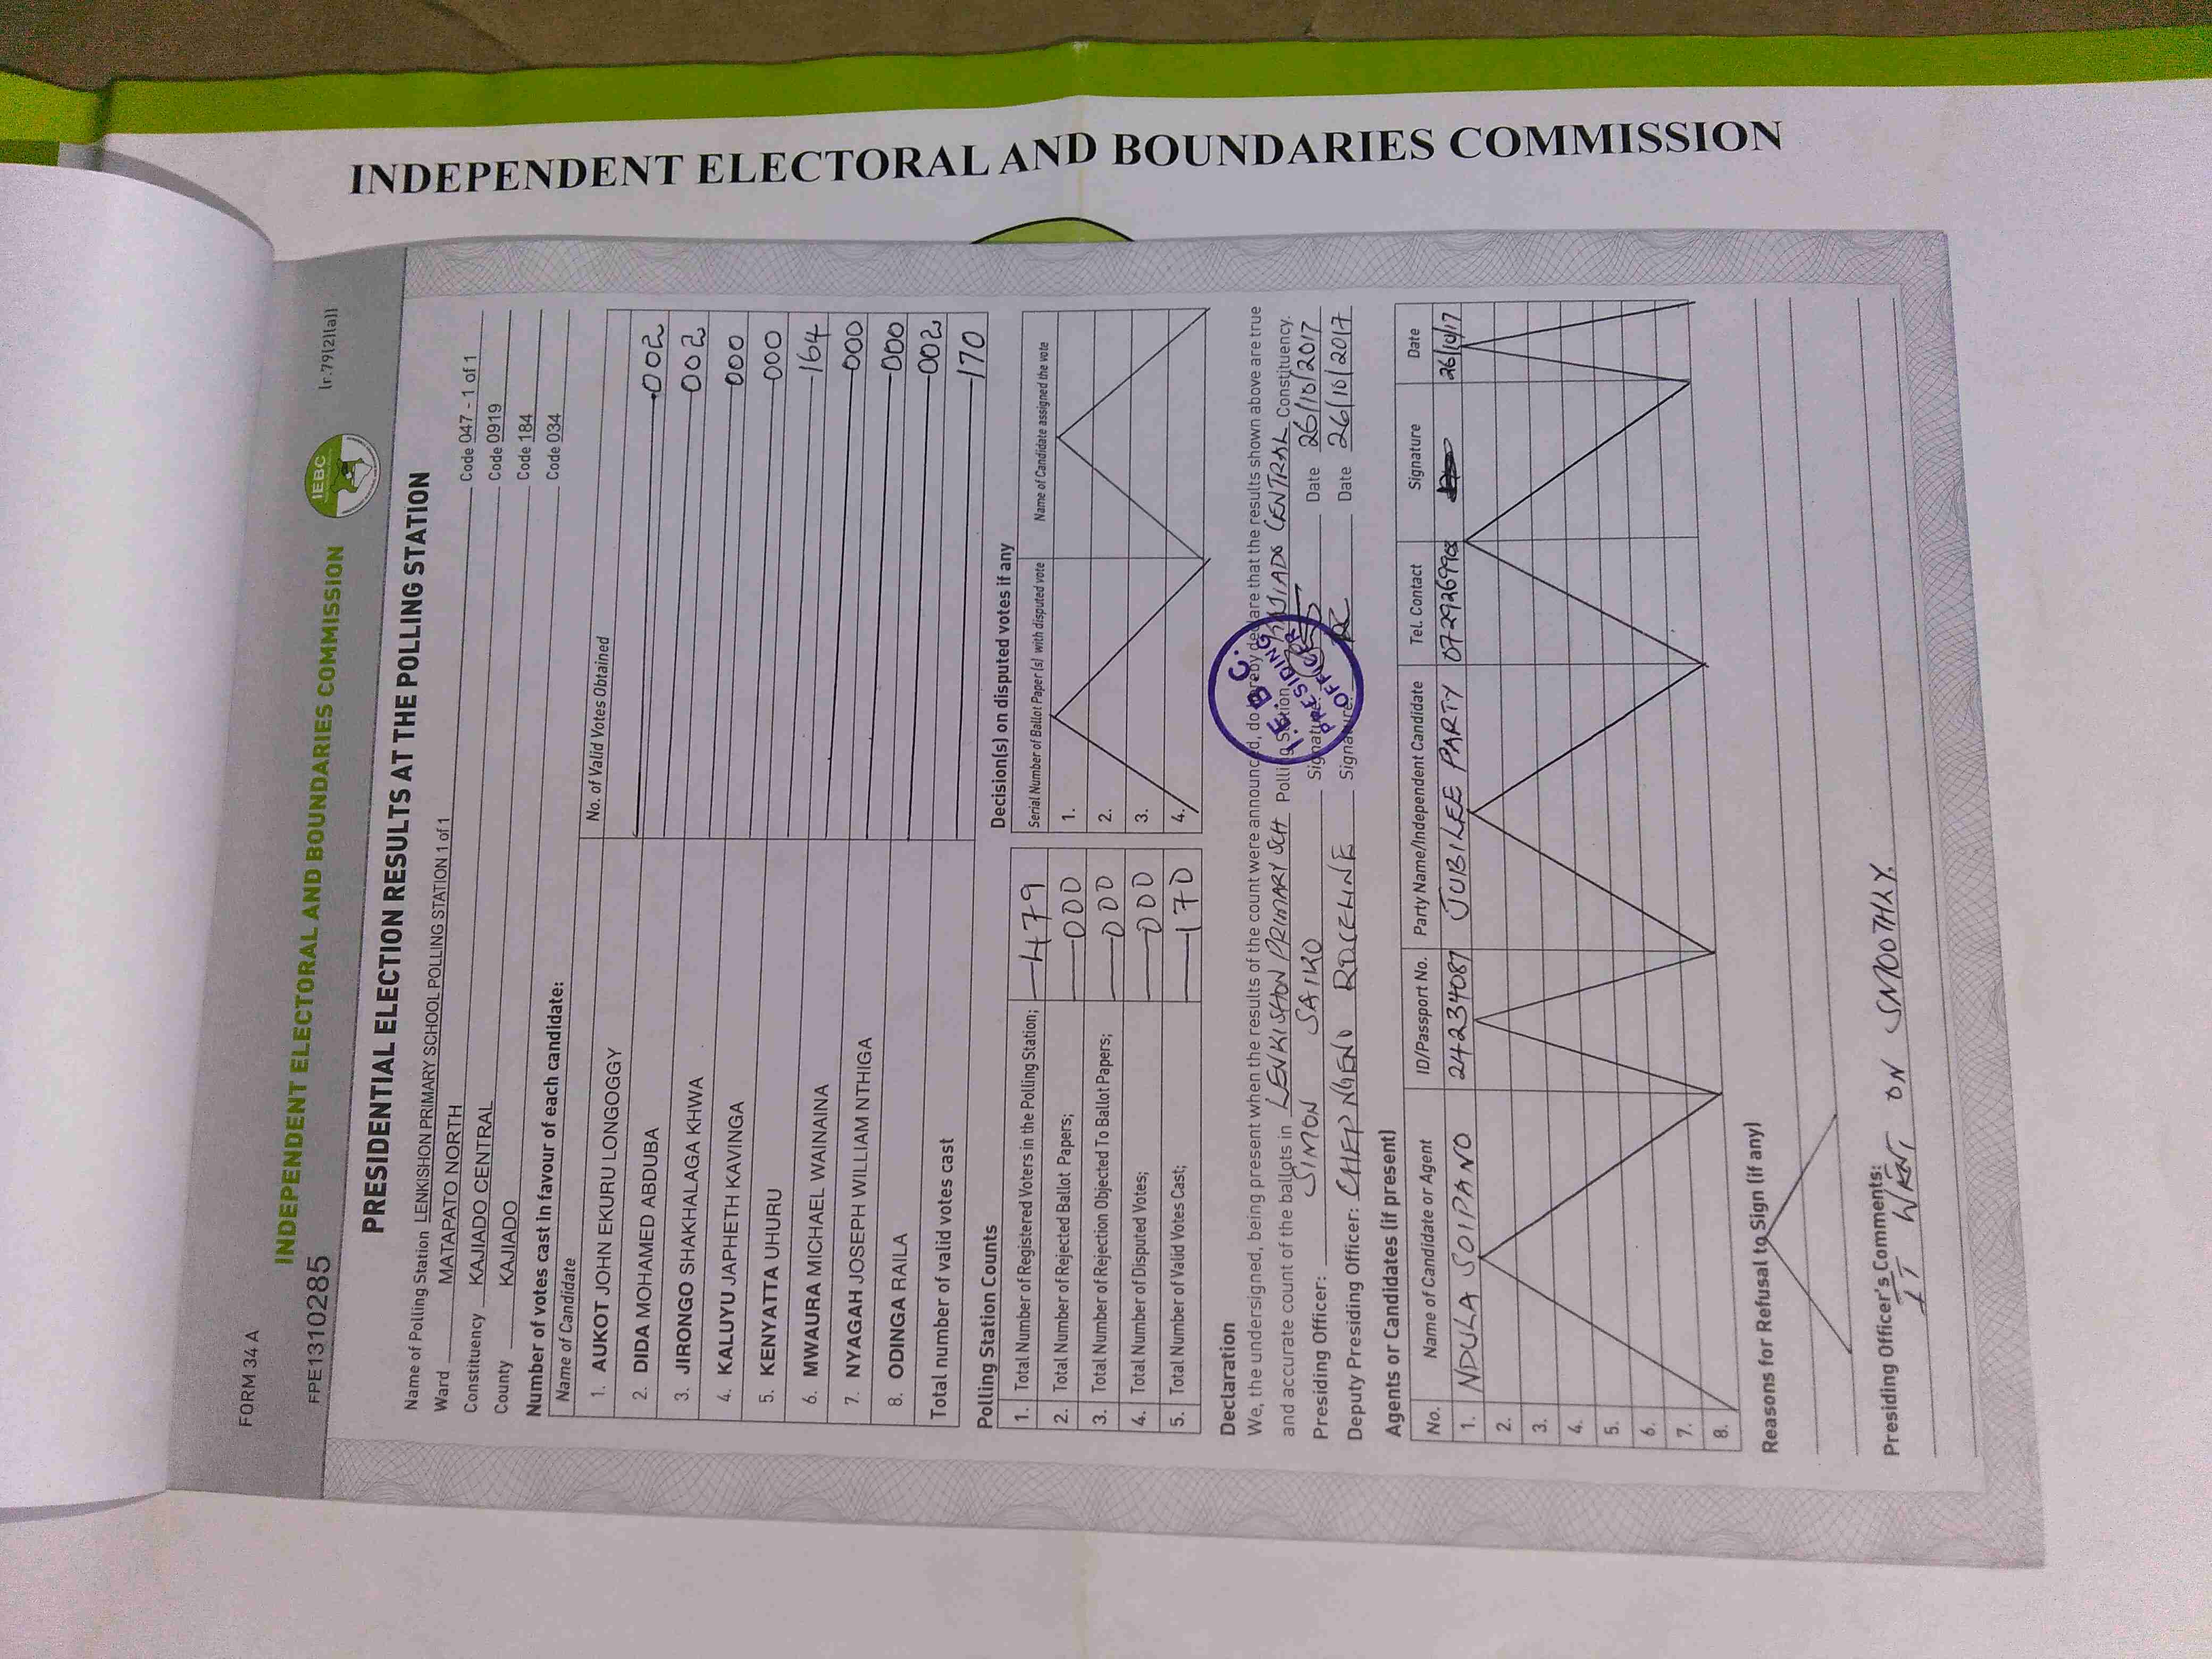 INDEPENDENT ELECTORAL AND BOUNDARIES COMMISSION
FORM 34 A
INDEPENDENT ELECTORAL AND BOUNDARIES COMMISSION
IEBC
(r.79(2)(a))
FPE1310285
PRESIDENTIAL ELECTION RESULTS AT THE POLLING STATION
Name of Polling Station LENKISHON PRIMARY SCHOOL POLLING STATION 1 of 1 Code 047 - 1 of 1
Ward MATAPATO NORTH Code 0919
Constituency KAJIADO CENTRAL Code 184
County KAJIADO Code 034
Number of votes cast in favour of each candidate:
Name of Candidate No. of Valid Votes Obtained
1. AUKOT JOHN EKURU LONGOGGY 002
2. DIDA MOHAMED ABDUBA 002
3. JIRONGO SHAKHALAGA KHWA 000
4. KALUYU JAPHETH KAVINGA 000
5. KENYATTA UHURU 164
6. MWAURA MICHAEL WAINAINA 000
7. NYAGAH JOSEPH WILLIAM NTHIGA 000
8. ODINGA RAILA 002
Total number of valid votes cast 170
Polling Station Counts
1. Total Number of Registered Voters in the Polling Station; 479
2. Total Number of Rejected Ballot Papers; 000
3. Total Number of Rejection Objected To Ballot Papers; 000
4. Total Number of Disputed Votes; 000
5. Total Number of Valid Votes Cast; 170
Decision(s) on disputed votes if any
Serial Number of Ballot Paper (s) with disputed vote Name of Candidate assigned the vote
1.
2.
3.
4.
Declaration
We, the undersigned, being present when the results of the count were announced, do hereby declare that the results shown above are true
and accurate count of the ballots in LENKISHON PRIMARY SCH Polling Station, KAJIADO CENTRAL Constituency.
Presiding Officer: SIMON SAIKO Signature: Date 26/10/2017
Deputy Presiding Officer: CHEPNGENO ROCELINE Signature: Date 26/10/2017
I.E.B.C.
PRESIDING
OFFICER
Agents or Candidates (if present)
No. Name of Candidate or Agent ID/Passport No. Party Name/Independent Candidate Tel. Contact Signature Date
1. NDULA SOIPANO 24234087 JUBILEE PARTY 26/10/17
2.
3.
4.
5.
6.
7.
8.
Reasons for Refusal to Sign (if any)
Presiding Officer's Comments:
IT WENT ON SMOOTHLY.